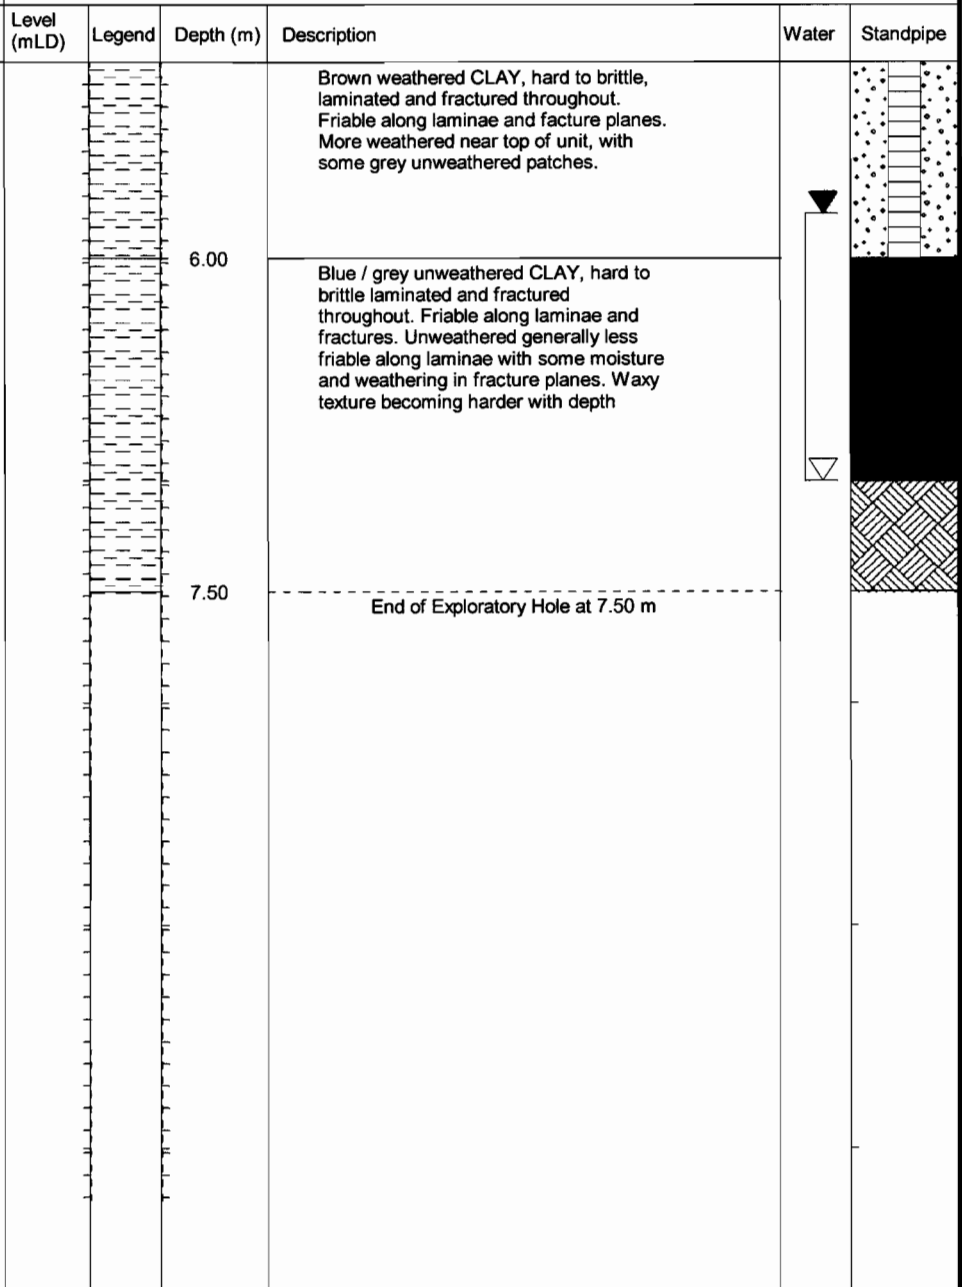 Level (mLD) Legend Depth (m) Description Water Standpipe
Brown weathered CLAY, hard to brittle,
laminated and fractured throughout.
Friable along laminae and facture planes.
More weathered near top of unit, with
some grey unweathered patches.
6.00
Blue / grey unweathered CLAY, hard to
brittle laminated and fractured
throughout. Friable along laminae and
fractures. Unweathered generally less
friable along laminae with some moisture
and weathering in fracture planes. Waxy
texture becoming harder with depth
7.50
End of Exploratory Hole at 7.50 m